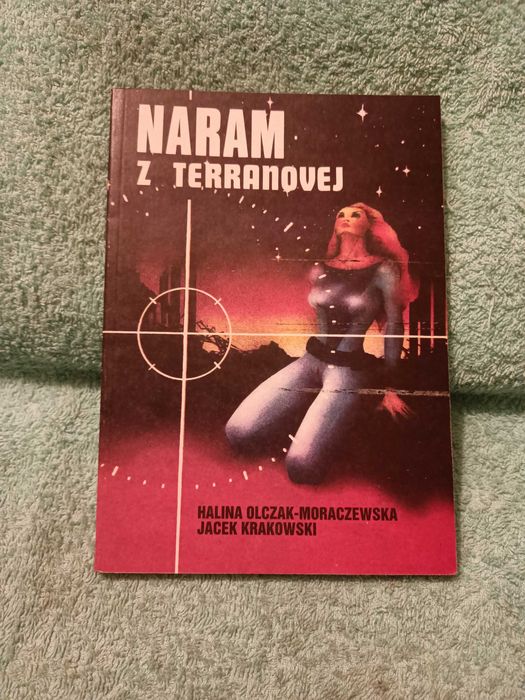 NARAM
Z TERRANOVEJ
HALINA OLCZAK-MORACZEWSKA
JACEK KRAKOWSKI